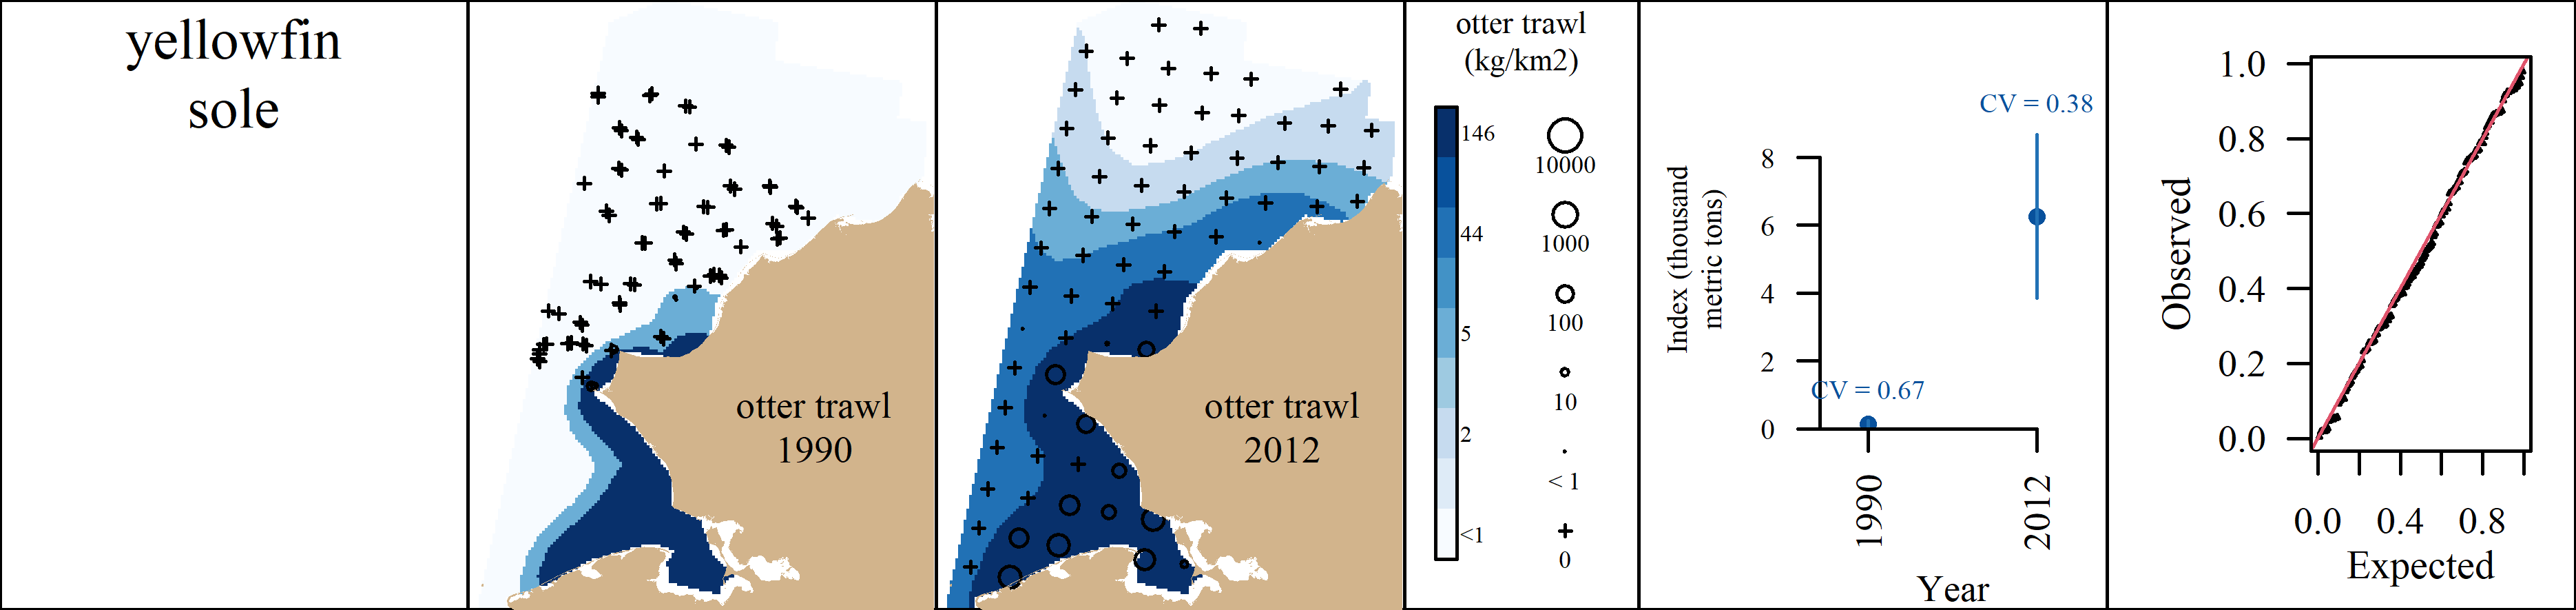 yellowfin
sole
otter trawl
1990
otter trawl
2012
otter trawl
(kg/km2)
146
44
5
2
<1
10000
1000
100
10
< 1
0
Index (thousand
metric tons)
8
6
4
2
0
CV = 0.67
CV = 0.38
1990
2012
Year
Observed
1.0
0.8
0.6
0.4
0.2
0.0
0.0 0.4 0.8
Expected